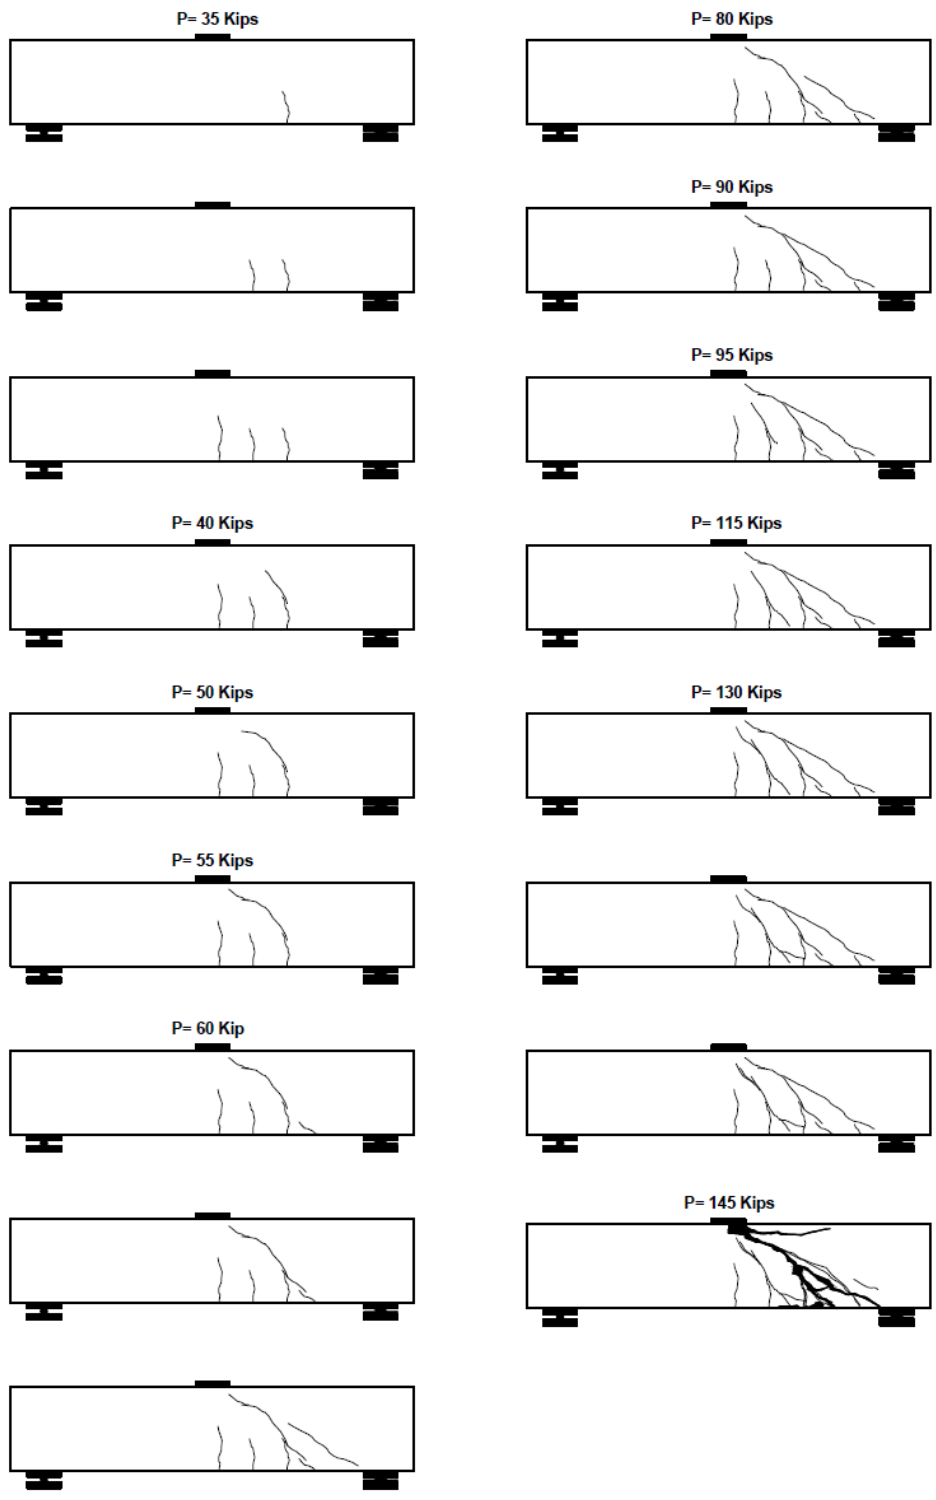 P= 35 Kips
P= 40 Kips
P= 50 Kips
P= 55 Kips
P= 60 Kip
P= 80 Kips
P= 90 Kips
P= 95 Kips
P= 115 Kips
P= 130 Kips
P= 145 Kips